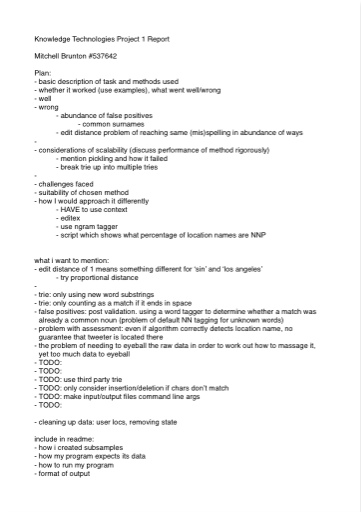 Knowledge Technologies Project 1 Report
Mitchell Brunton #537642
Plan:
- basic description of task and methods used
- whether it worked (use examples), what went well/wrong
- well
- wrong
- abundance of false positives
- common surnames
- edit distance problem of reaching same (mis)spelling in abundance of ways
-
- considerations of scalability (discuss performance of method rigorously)
- mention pickling and how it failed
- break trie up into multiple tries
-
- challenges faced
- suitability of chosen method
- how I would approach it differently
- HAVE to use context
- editex
- use ngram tagger
- script which shows what percentage of location names are NNP
what i want to mention:
- edit distance of 1 means something different for 'sin' and 'los angeles'
- try proportional distance
-
- trie: only using new word substrings
- trie: only counting as a match if it ends in space
- false positives: post validation. using a word tagger to determine whether a match was
already a common noun (problem of default NN tagging for unknown words)
- problem with assessment: even if algorithm correctly detects location name, no
guarantee that tweeter is located there
- the problem of needing to eyeball the raw data in order to work out how to massage it,
yet too much data to eyeball
- TODO:
- TODO:
- TODO: use third party trie
- TODO: only consider insertion/deletion if chars don't match
- TODO: make input/output files command line args
- TODO:
- cleaning up data: user locs, removing state
include in readme:
- how i created subsamples
- how my program expects its data
- how to run my program
- format of output